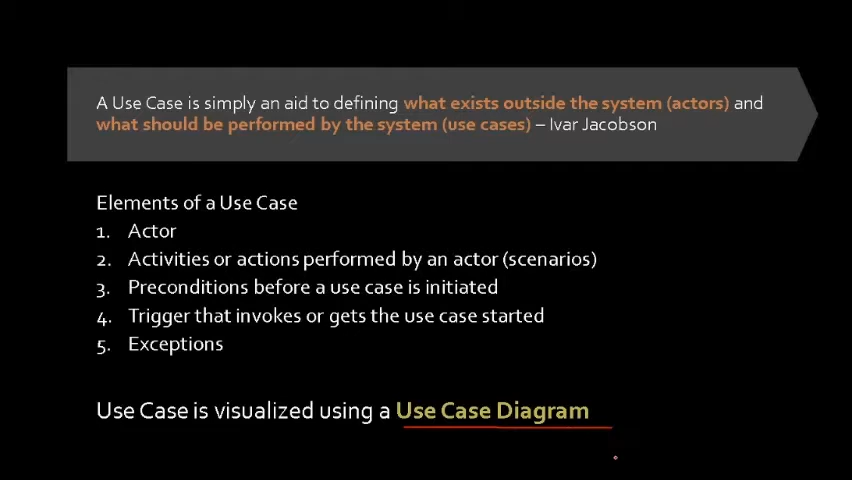 A Use Case is simply an aid to defining what exists outside the system (actors) and
what should be performed by the system (use cases) – Ivar Jacobson
Elements of a Use Case
1. Actor
2. Activities or actions performed by an actor (scenarios)
3. Preconditions before a use case is initiated
4. Trigger that invokes or gets the use case started
5. Exceptions
Use Case is visualized using a Use Case Diagram